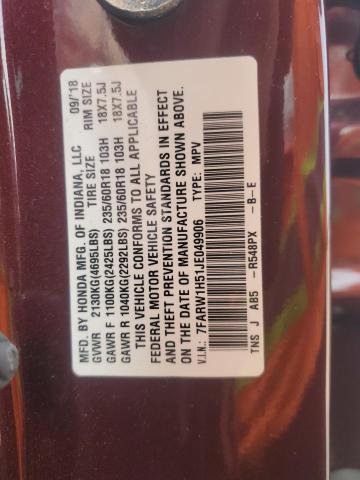 MFD. BY HONDA MFG. OF INDIANA, LLC 09/'18
GVWR 2130KG(4695LBS) TIRE SIZE RIM SIZE
GAWR F 1100KG(2425LBS) 235/60R18 103H 18X7.5J
GAWR R 1040KG(2292LBS) 235/60R18 103H 18X7.5J
THIS VEHICLE CONFORMS TO ALL APPLICABLE
FEDERAL MOTOR VEHICLE SAFETY
AND THEFT PREVENTION STANDARDS IN EFFECT
ON THE DATE OF MANUFACTURE SHOWN ABOVE.
V.I.N.: 7FARW1H51JE049906 TYPE: MPV
TNS J AB5 -R548PX -B-E